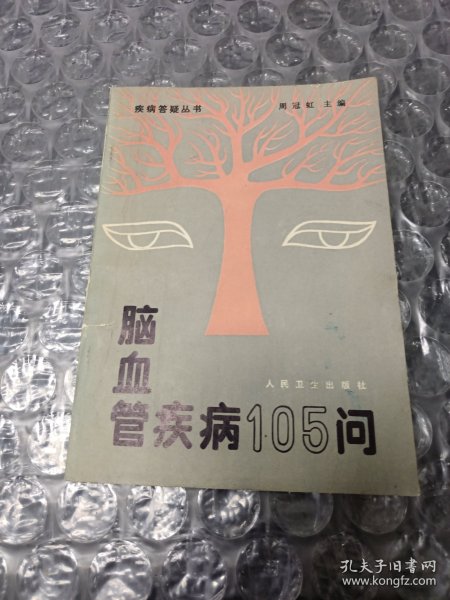 疾病答疑丛书
周冠虹 主编
脑
血
管疾病105问
人民卫生出版社
孔夫子旧书网
www.kongfz.com